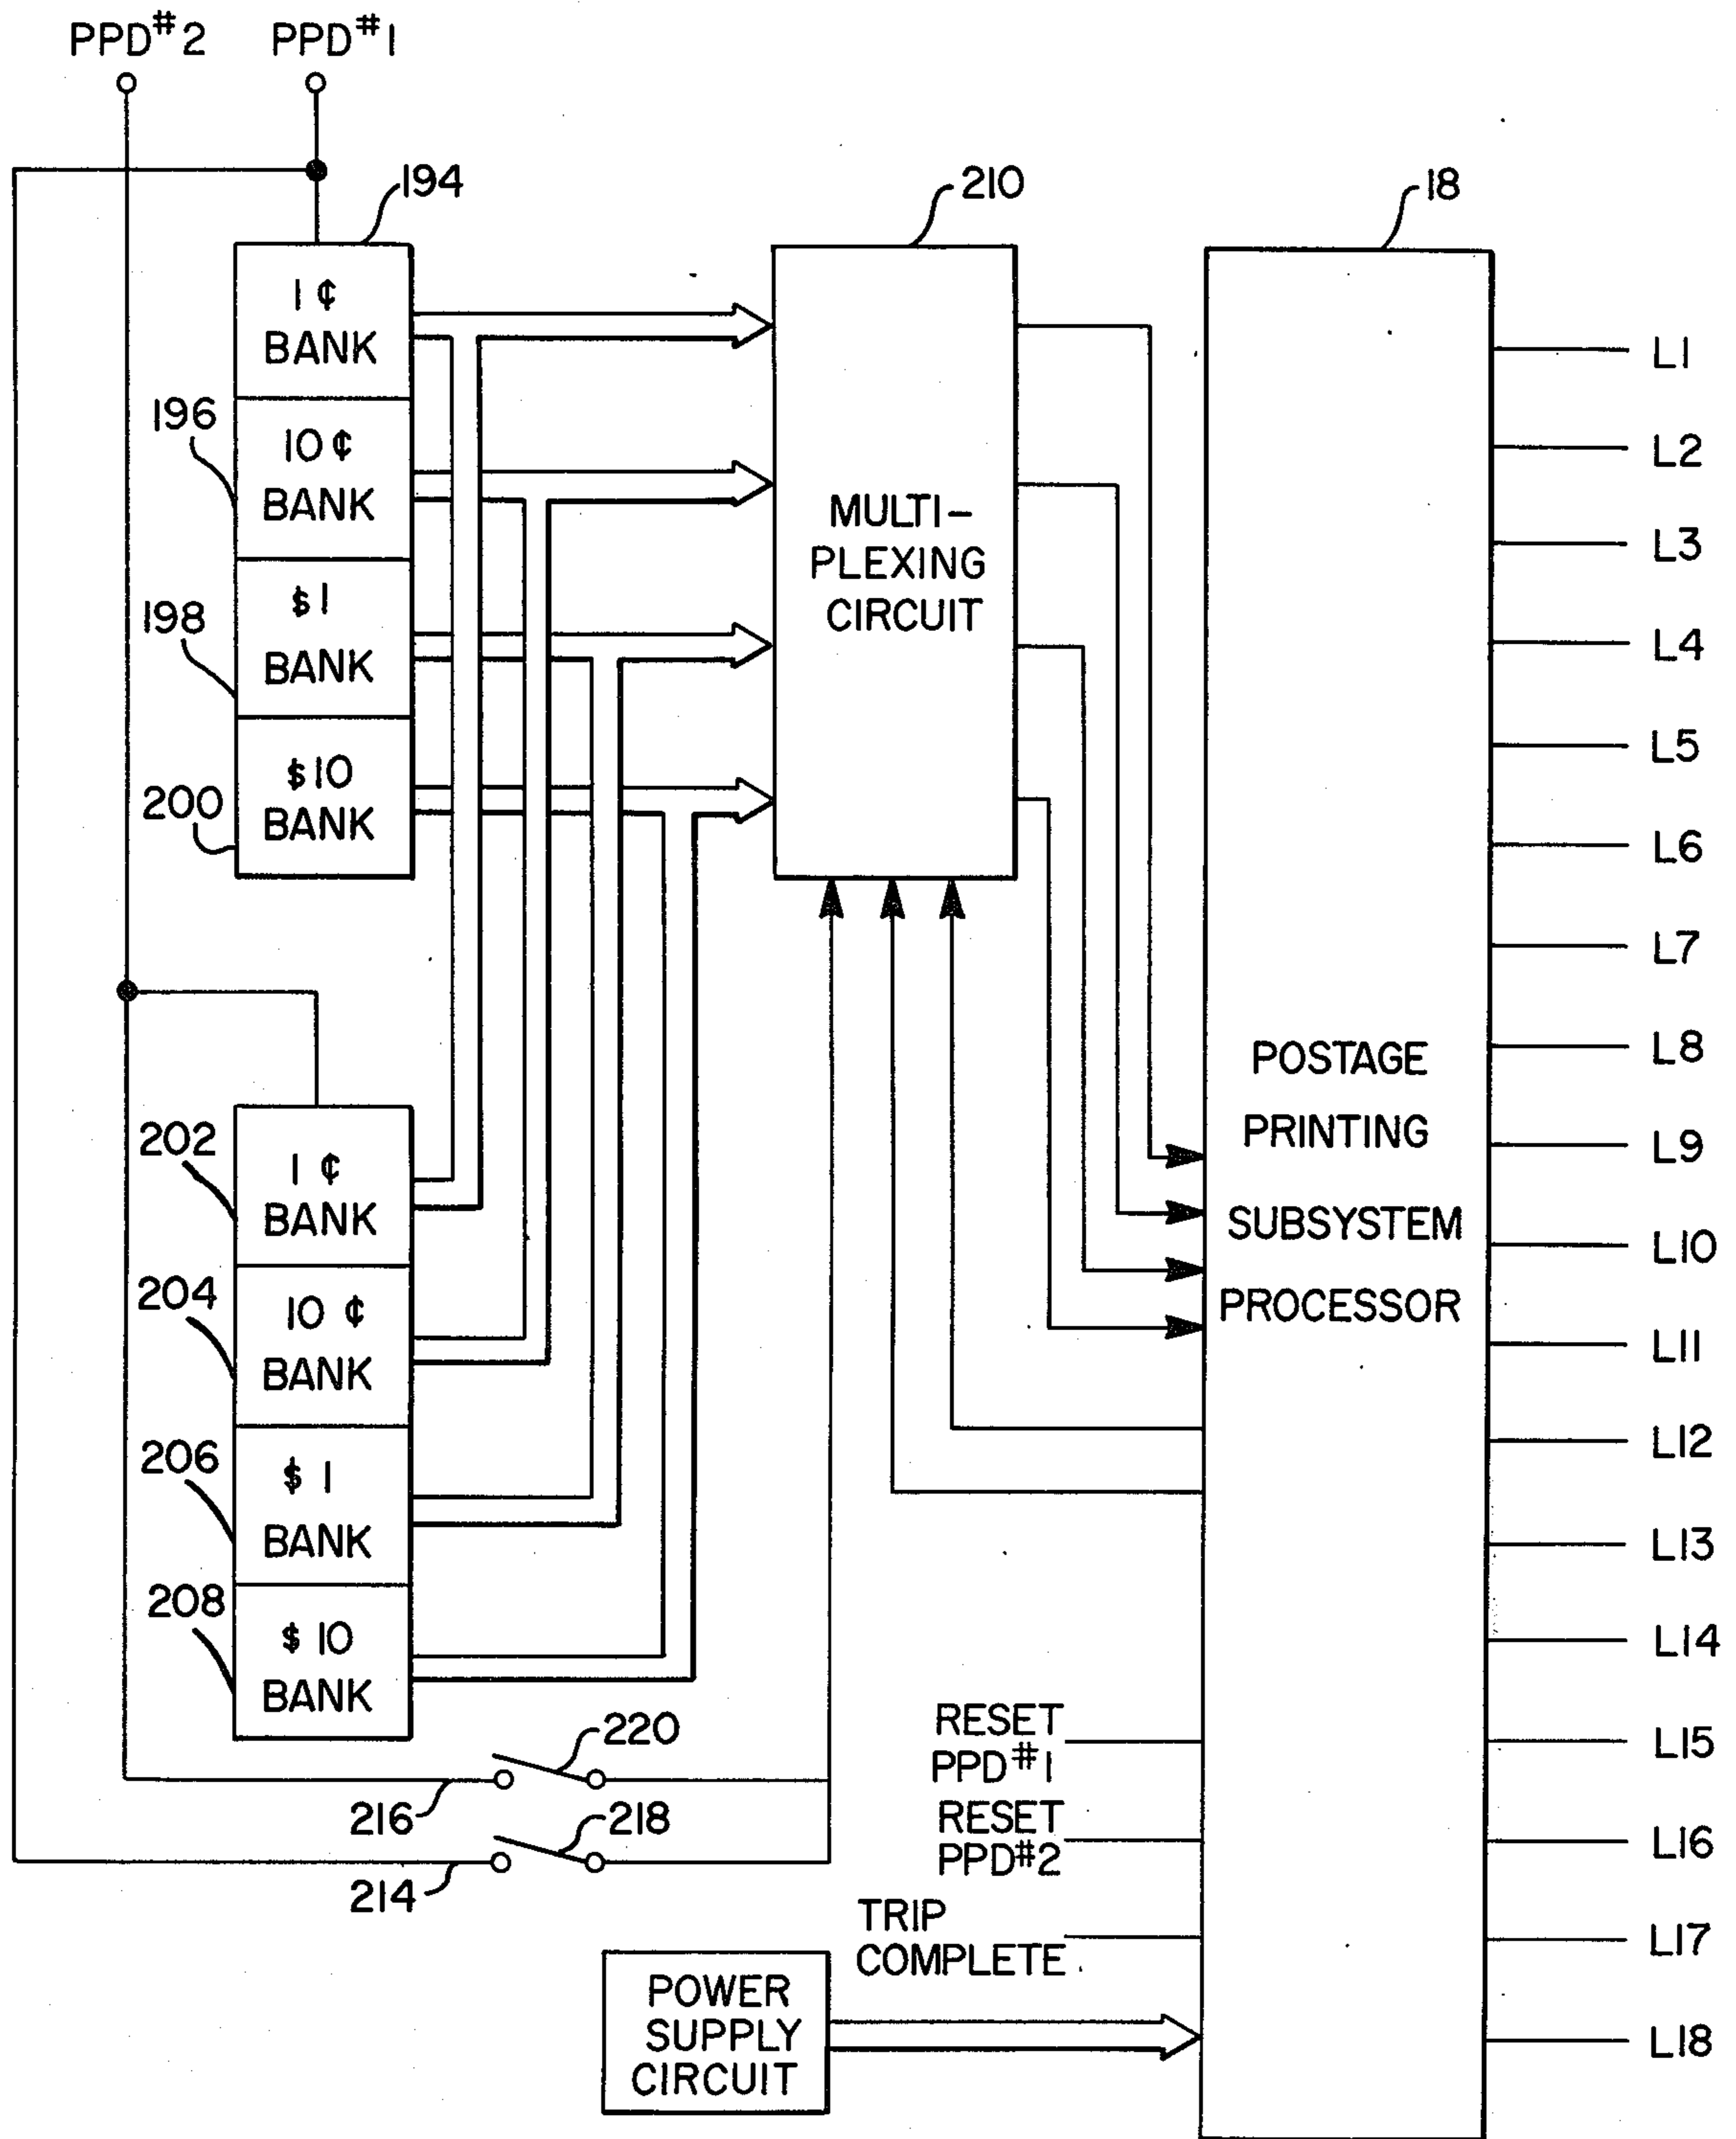 PPD#2
PPD#1
194
210
18
1¢
BANK
196
10¢
BANK
198
$1
BANK
200
$10
BANK
MULTI-
PLEXING
CIRCUIT
202
1¢
BANK
204
10¢
BANK
206
$1
BANK
208
$10
BANK
220
216
218
214
POSTAGE
PRINTING
SUBSYSTEM
PROCESSOR
RESET
PPD#1
RESET
PPD#2
TRIP
COMPLETE
POWER
SUPPLY
CIRCUIT
L1
L2
L3
L4
L5
L6
L7
L8
L9
L10
L11
L12
L13
L14
L15
L16
L17
L18